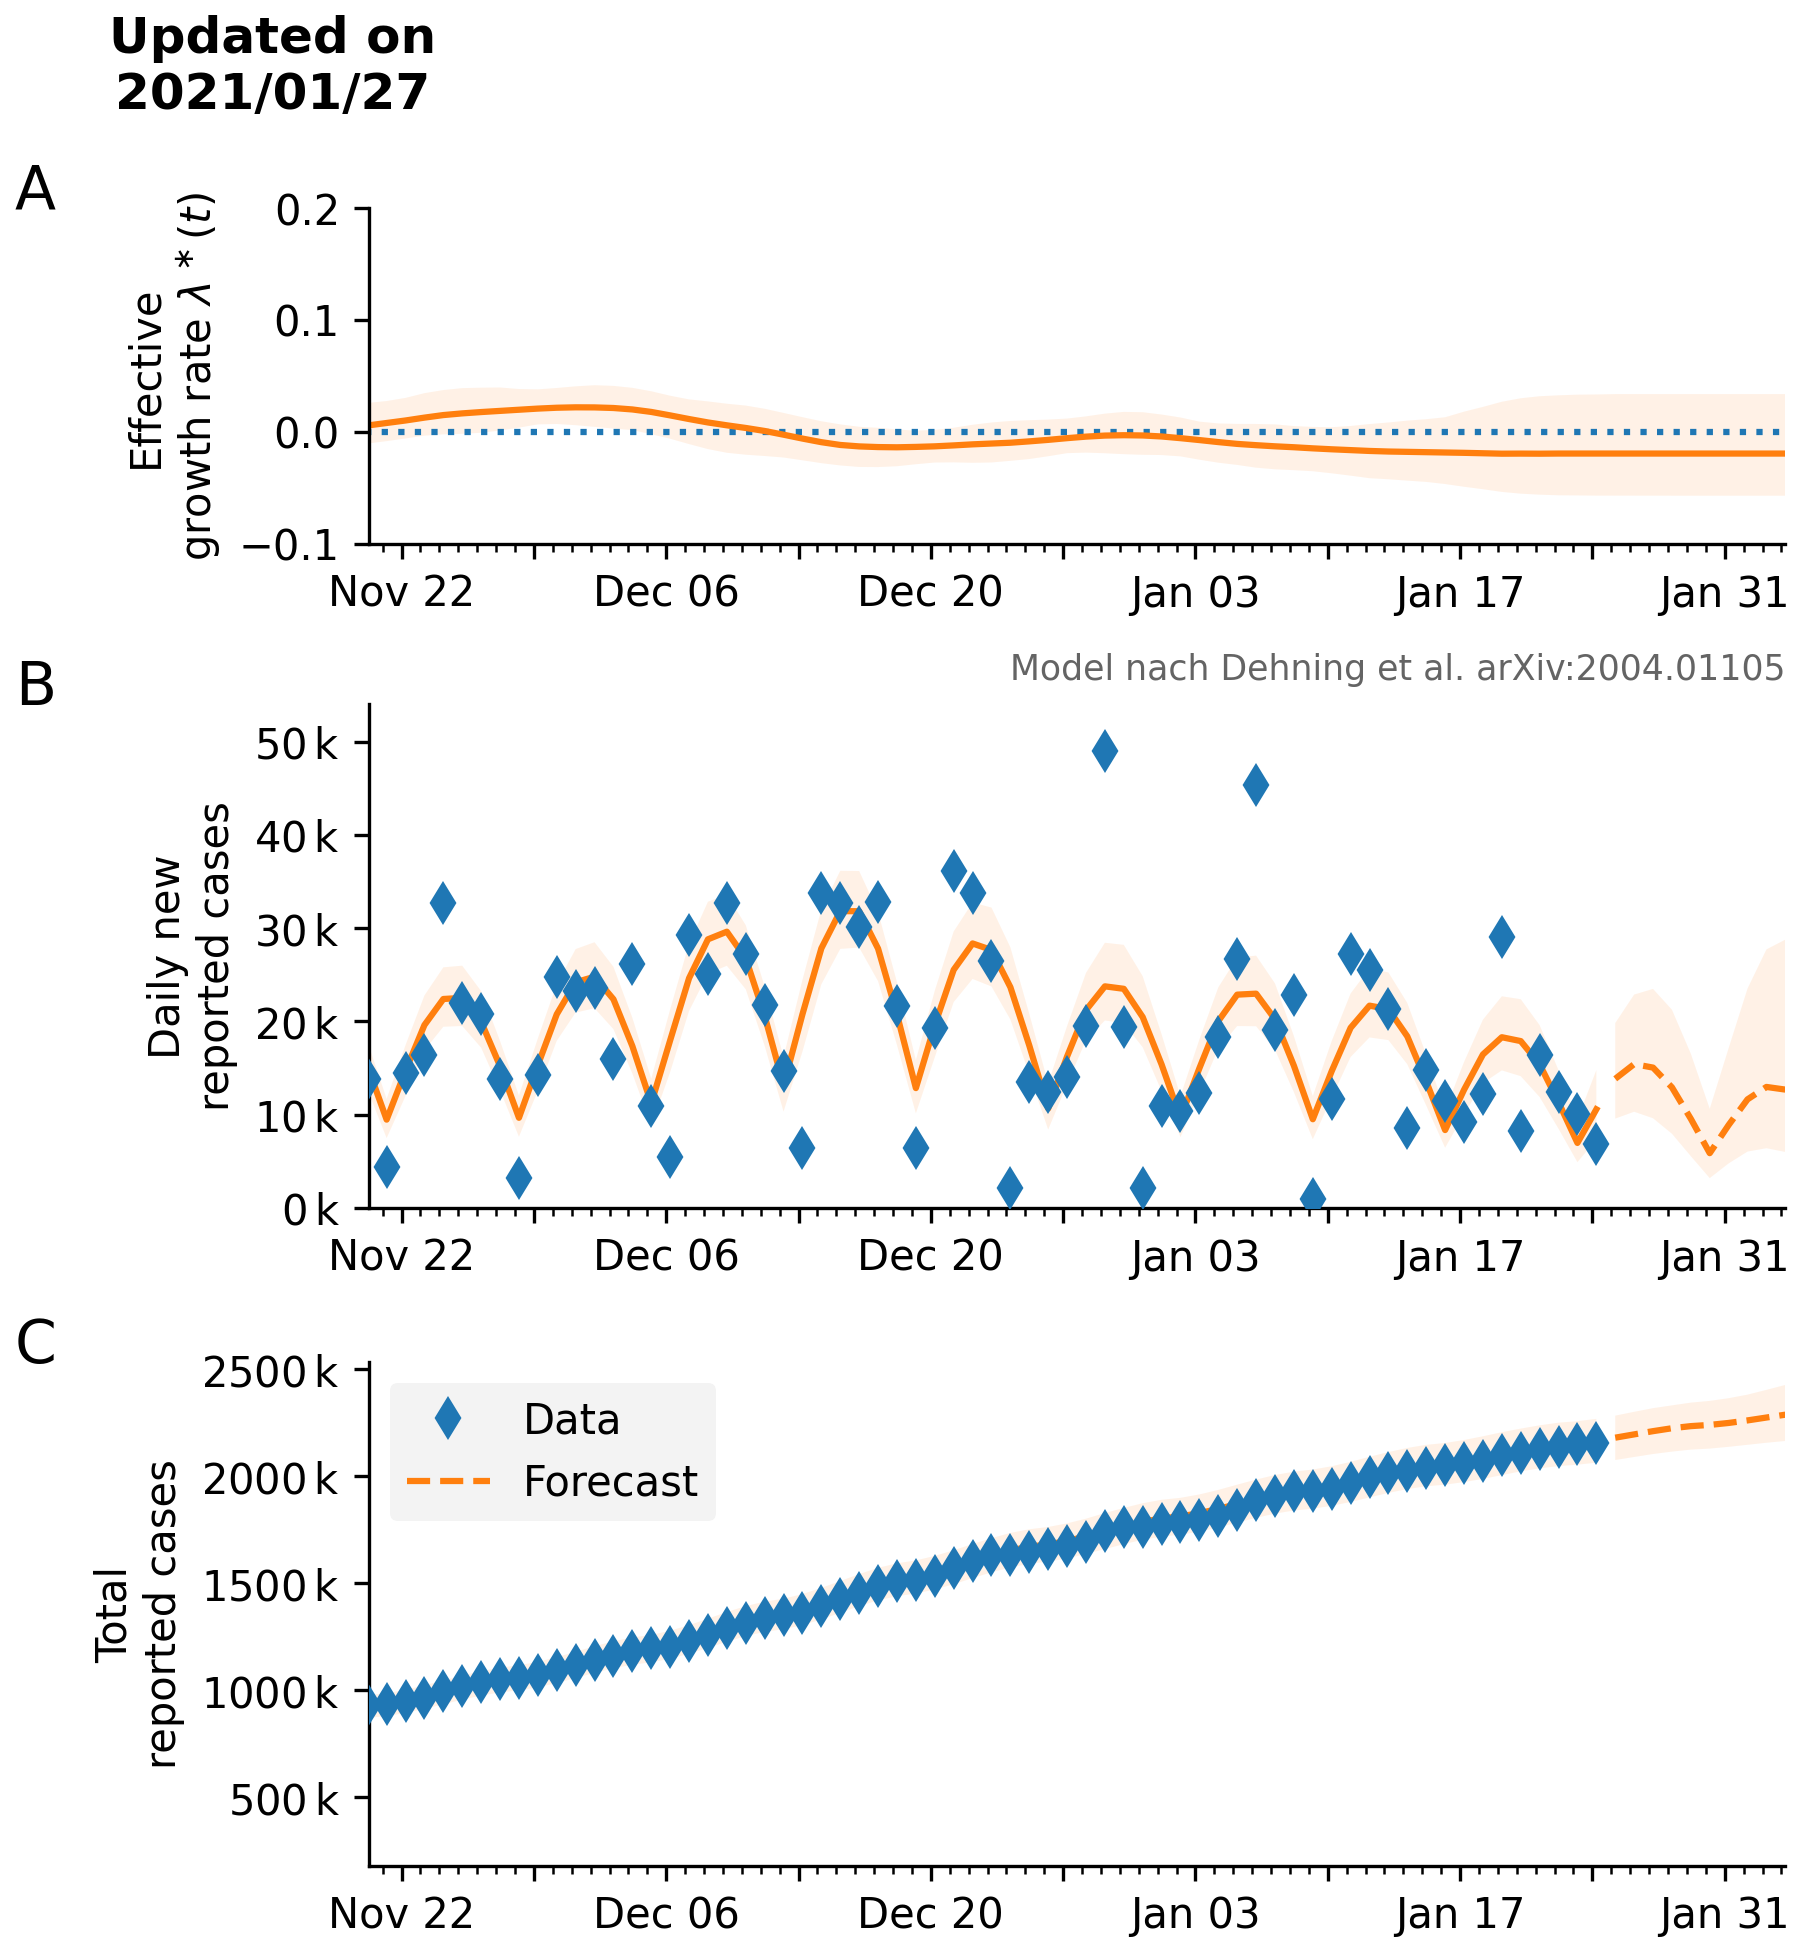 Updated on
2021/01/27
A
Effective
growth rate λ * (t)
0.2
0.1
0.0
−0.1
Nov 22 Dec 06 Dec 20 Jan 03 Jan 17 Jan 31
B
Model nach Dehning et al. arXiv:2004.01105
Daily new
reported cases
50 k
40 k
30 k
20 k
10 k
0 k
Nov 22 Dec 06 Dec 20 Jan 03 Jan 17 Jan 31
C
Total
reported cases
2500 k
2000 k
1500 k
1000 k
500 k
Data
Forecast
Nov 22 Dec 06 Dec 20 Jan 03 Jan 17 Jan 31